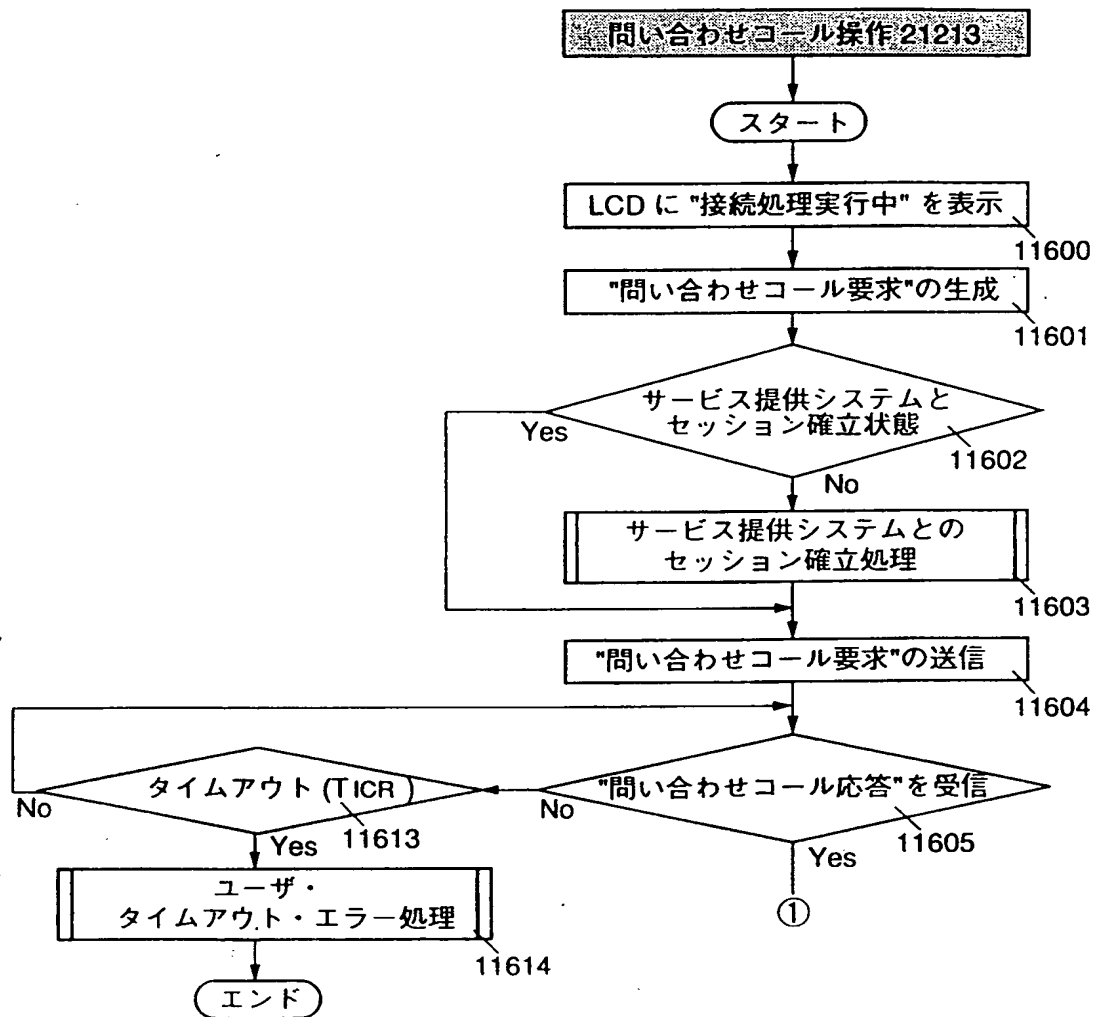 問い合わせコール操作 21213
スタート
LCD に "接続処理実行中" を表示
11600
"問い合わせコール要求"の生成
11601
サービス提供システムと
セッション確立状態
Yes
11602
No
サービス提供システムとの
セッション確立処理
11603
"問い合わせコール要求"の送信
11604
タイムアウト (TICR)
No
11613
Yes
"問い合わせコール応答"を受信
No
11605
Yes
①
ユーザ・
タイムアウト・エラー処理
11614
エンド